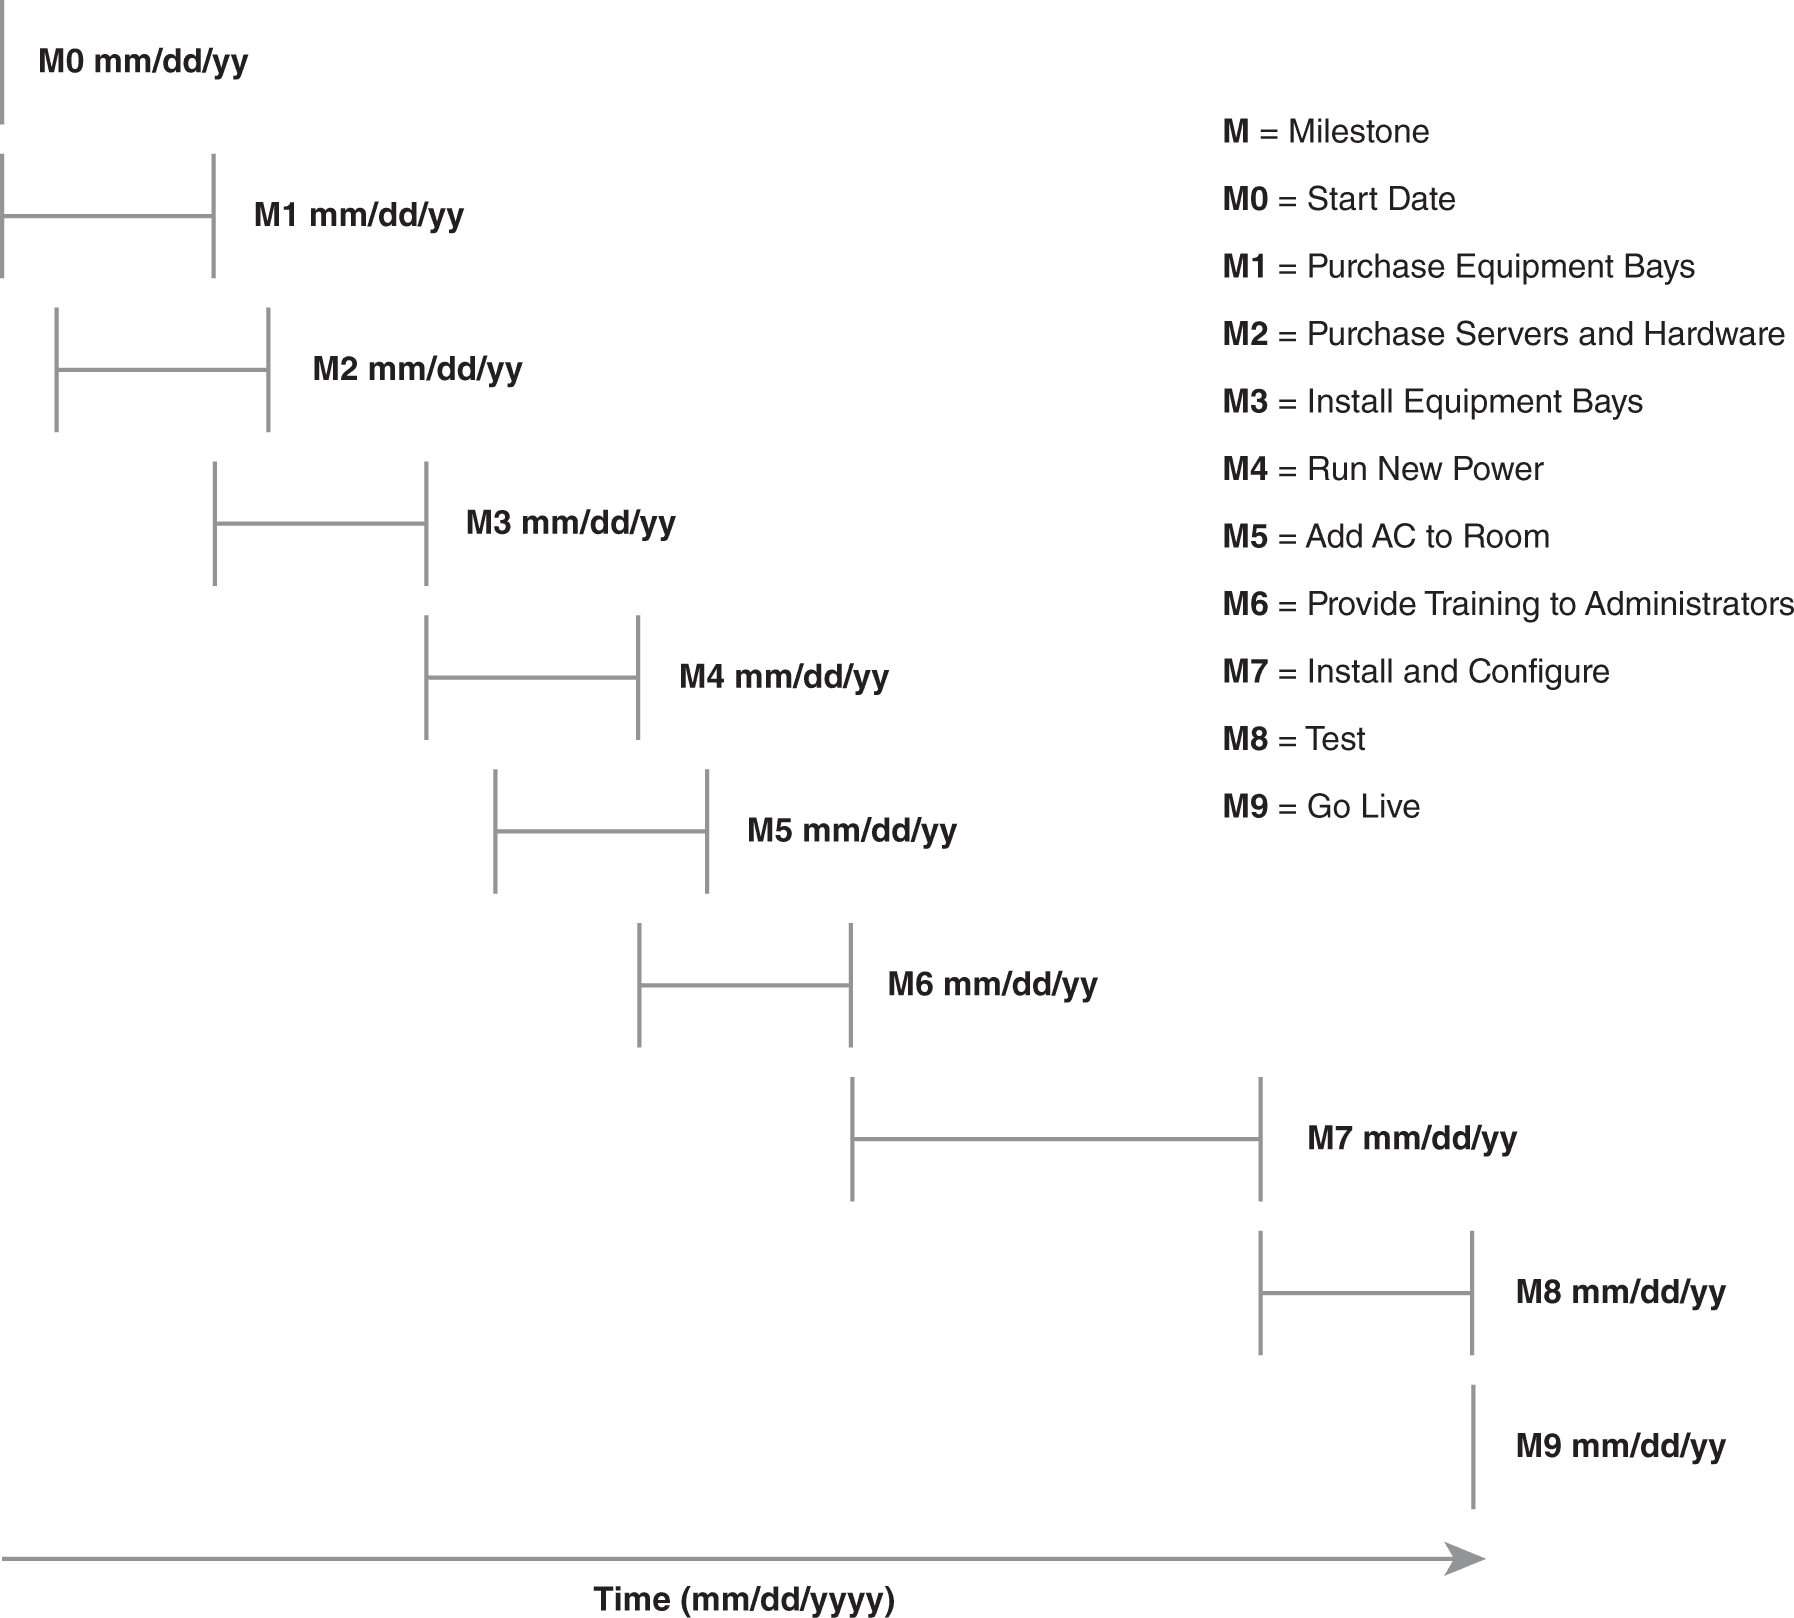 M0 mm/dd/yy
M1 mm/dd/yy
M2 mm/dd/yy
M3 mm/dd/yy
M4 mm/dd/yy
M5 mm/dd/yy
M6 mm/dd/yy
M7 mm/dd/yy
M8 mm/dd/yy
M9 mm/dd/yy
M = Milestone
M0 = Start Date
M1 = Purchase Equipment Bays
M2 = Purchase Servers and Hardware
M3 = Install Equipment Bays
M4 = Run New Power
M5 = Add AC to Room
M6 = Provide Training to Administrators
M7 = Install and Configure
M8 = Test
M9 = Go Live
Time (mm/dd/yyyy)